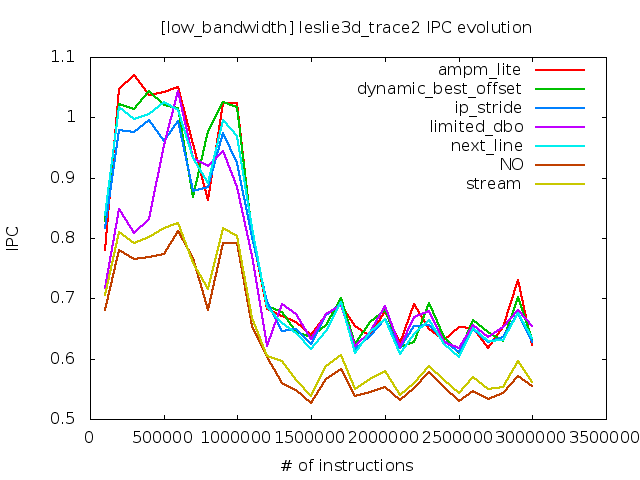 [low_bandwidth] leslie3d_trace2 IPC evolution
1.1
1
0.9
0.8
0.7
0.6
0.5
IPC
ampm_lite
dynamic_best_offset
ip_stride
limited_dbo
next_line
NO
stream
0 500000 1000000 1500000 2000000 2500000 3000000 3500000
# of instructions